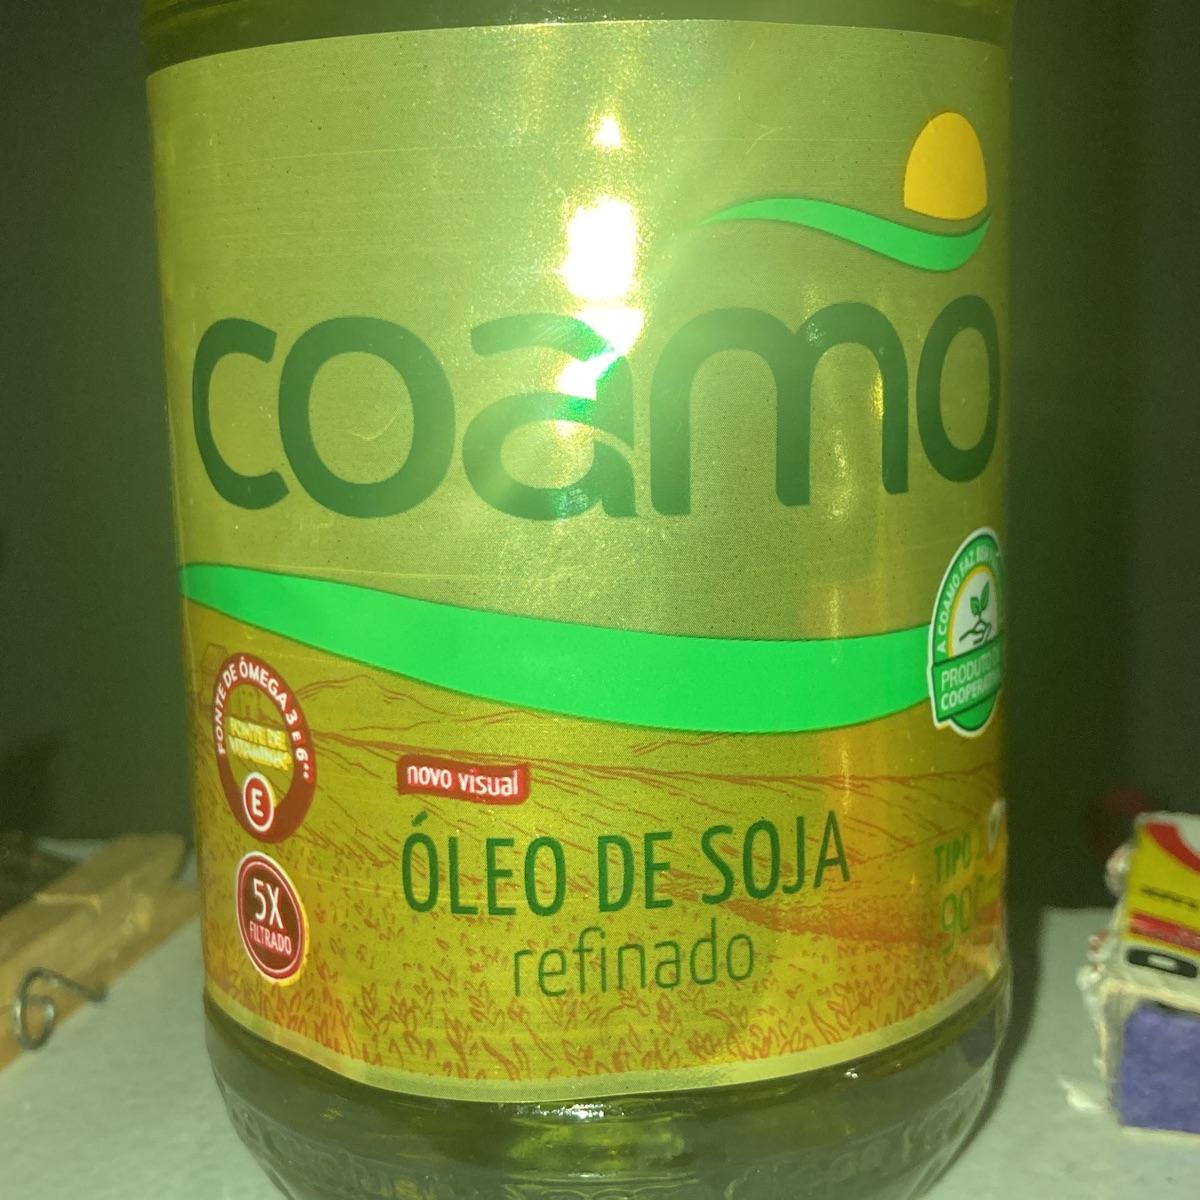 coamo
A COAMO FAZ
PRODUTO
FONTE DE ÔMEGA 3 E 6**
FONTE DE
VITAMINA
E
novo visual
ÓLEO DE SOJA
refinado
TIPO
5X
FILTRADO